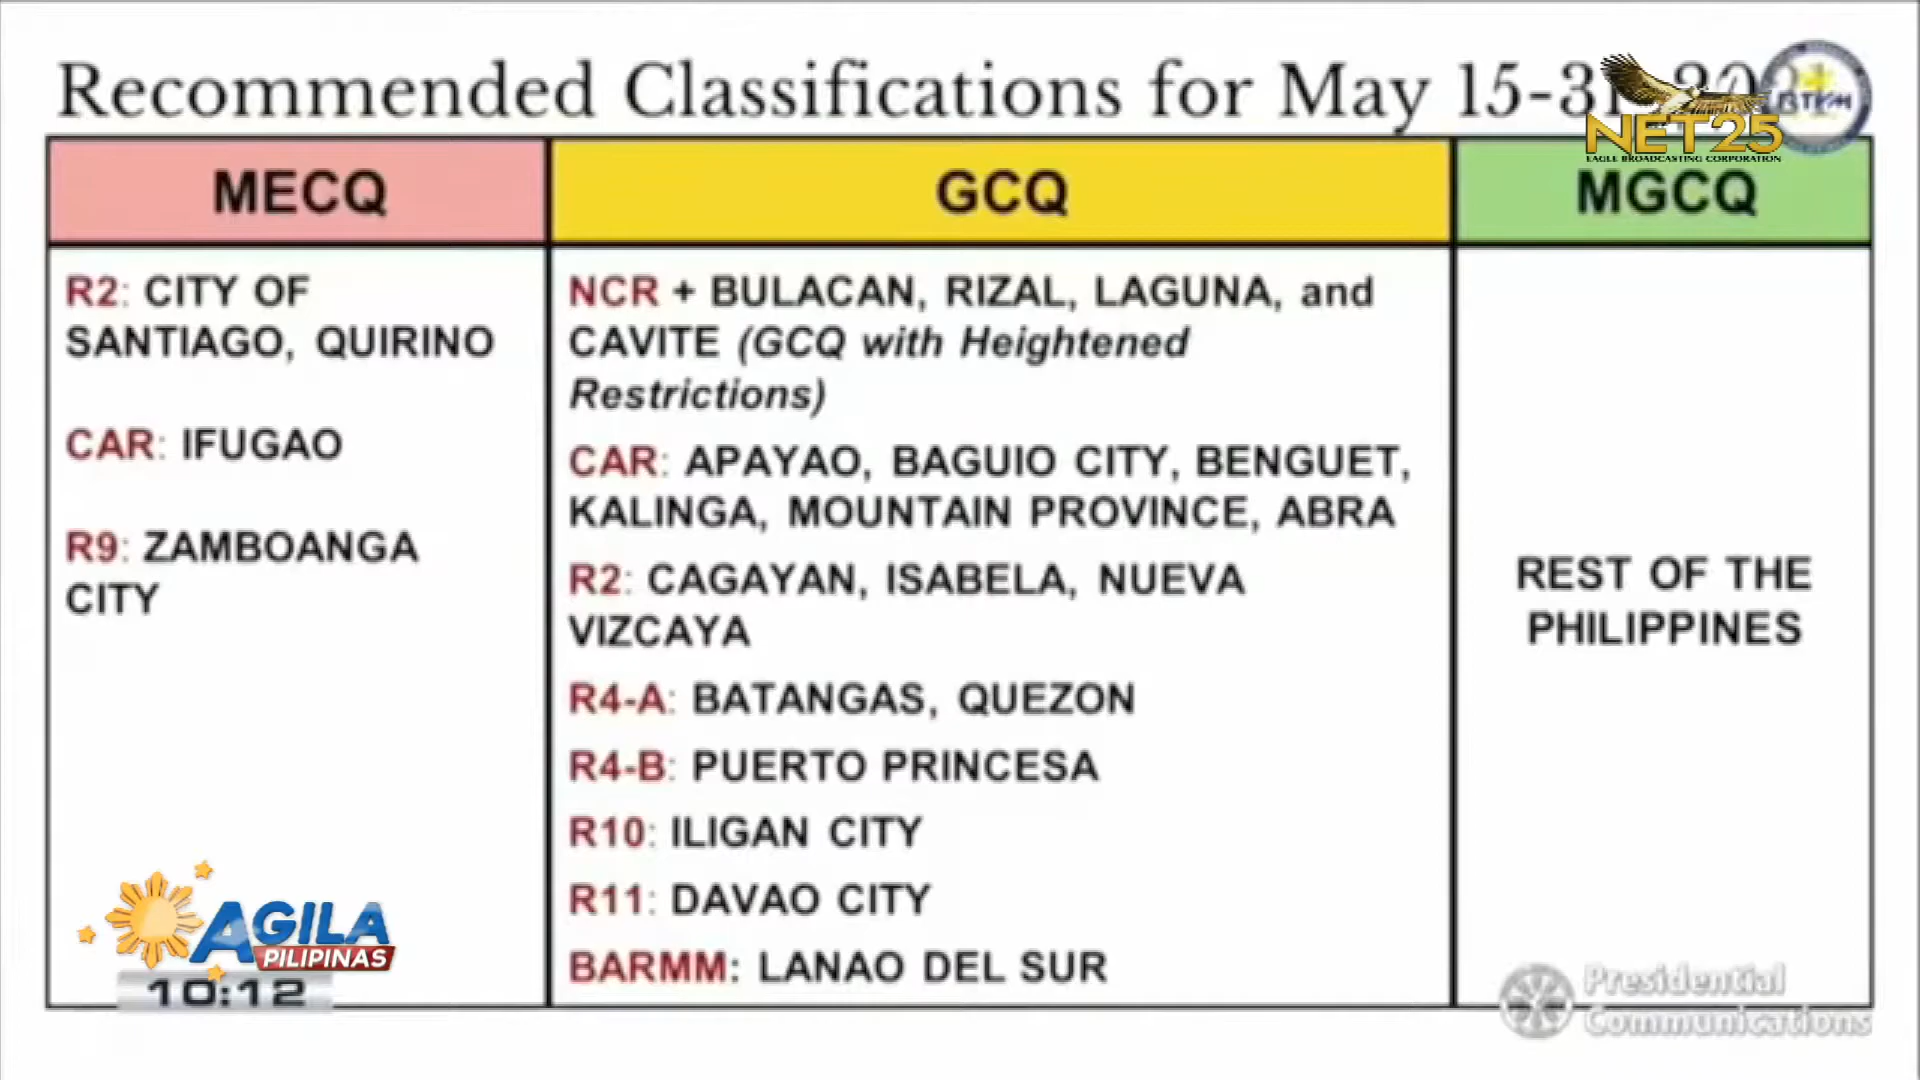 Recommended Classifications for May 15-31, 2021
NET25
EAGLE BROADCASTING CORPORATION
RTVM
MECQ
GCQ
MGCQ
R2: CITY OF
SANTIAGO, QUIRINO
CAR: IFUGAO
R9: ZAMBOANGA
CITY
NCR + BULACAN, RIZAL, LAGUNA, and
CAVITE (GCQ with Heightened
Restrictions)
CAR: APAYAO, BAGUIO CITY, BENGUET,
KALINGA, MOUNTAIN PROVINCE, ABRA
R2: CAGAYAN, ISABELA, NUEVA
VIZCAYA
R4-A: BATANGAS, QUEZON
R4-B: PUERTO PRINCESA
R10: ILIGAN CITY
R11: DAVAO CITY
BARMM: LANAO DEL SUR
REST OF THE
PHILIPPINES
AGILA
PILIPINAS
10:12
Presidential
Communications